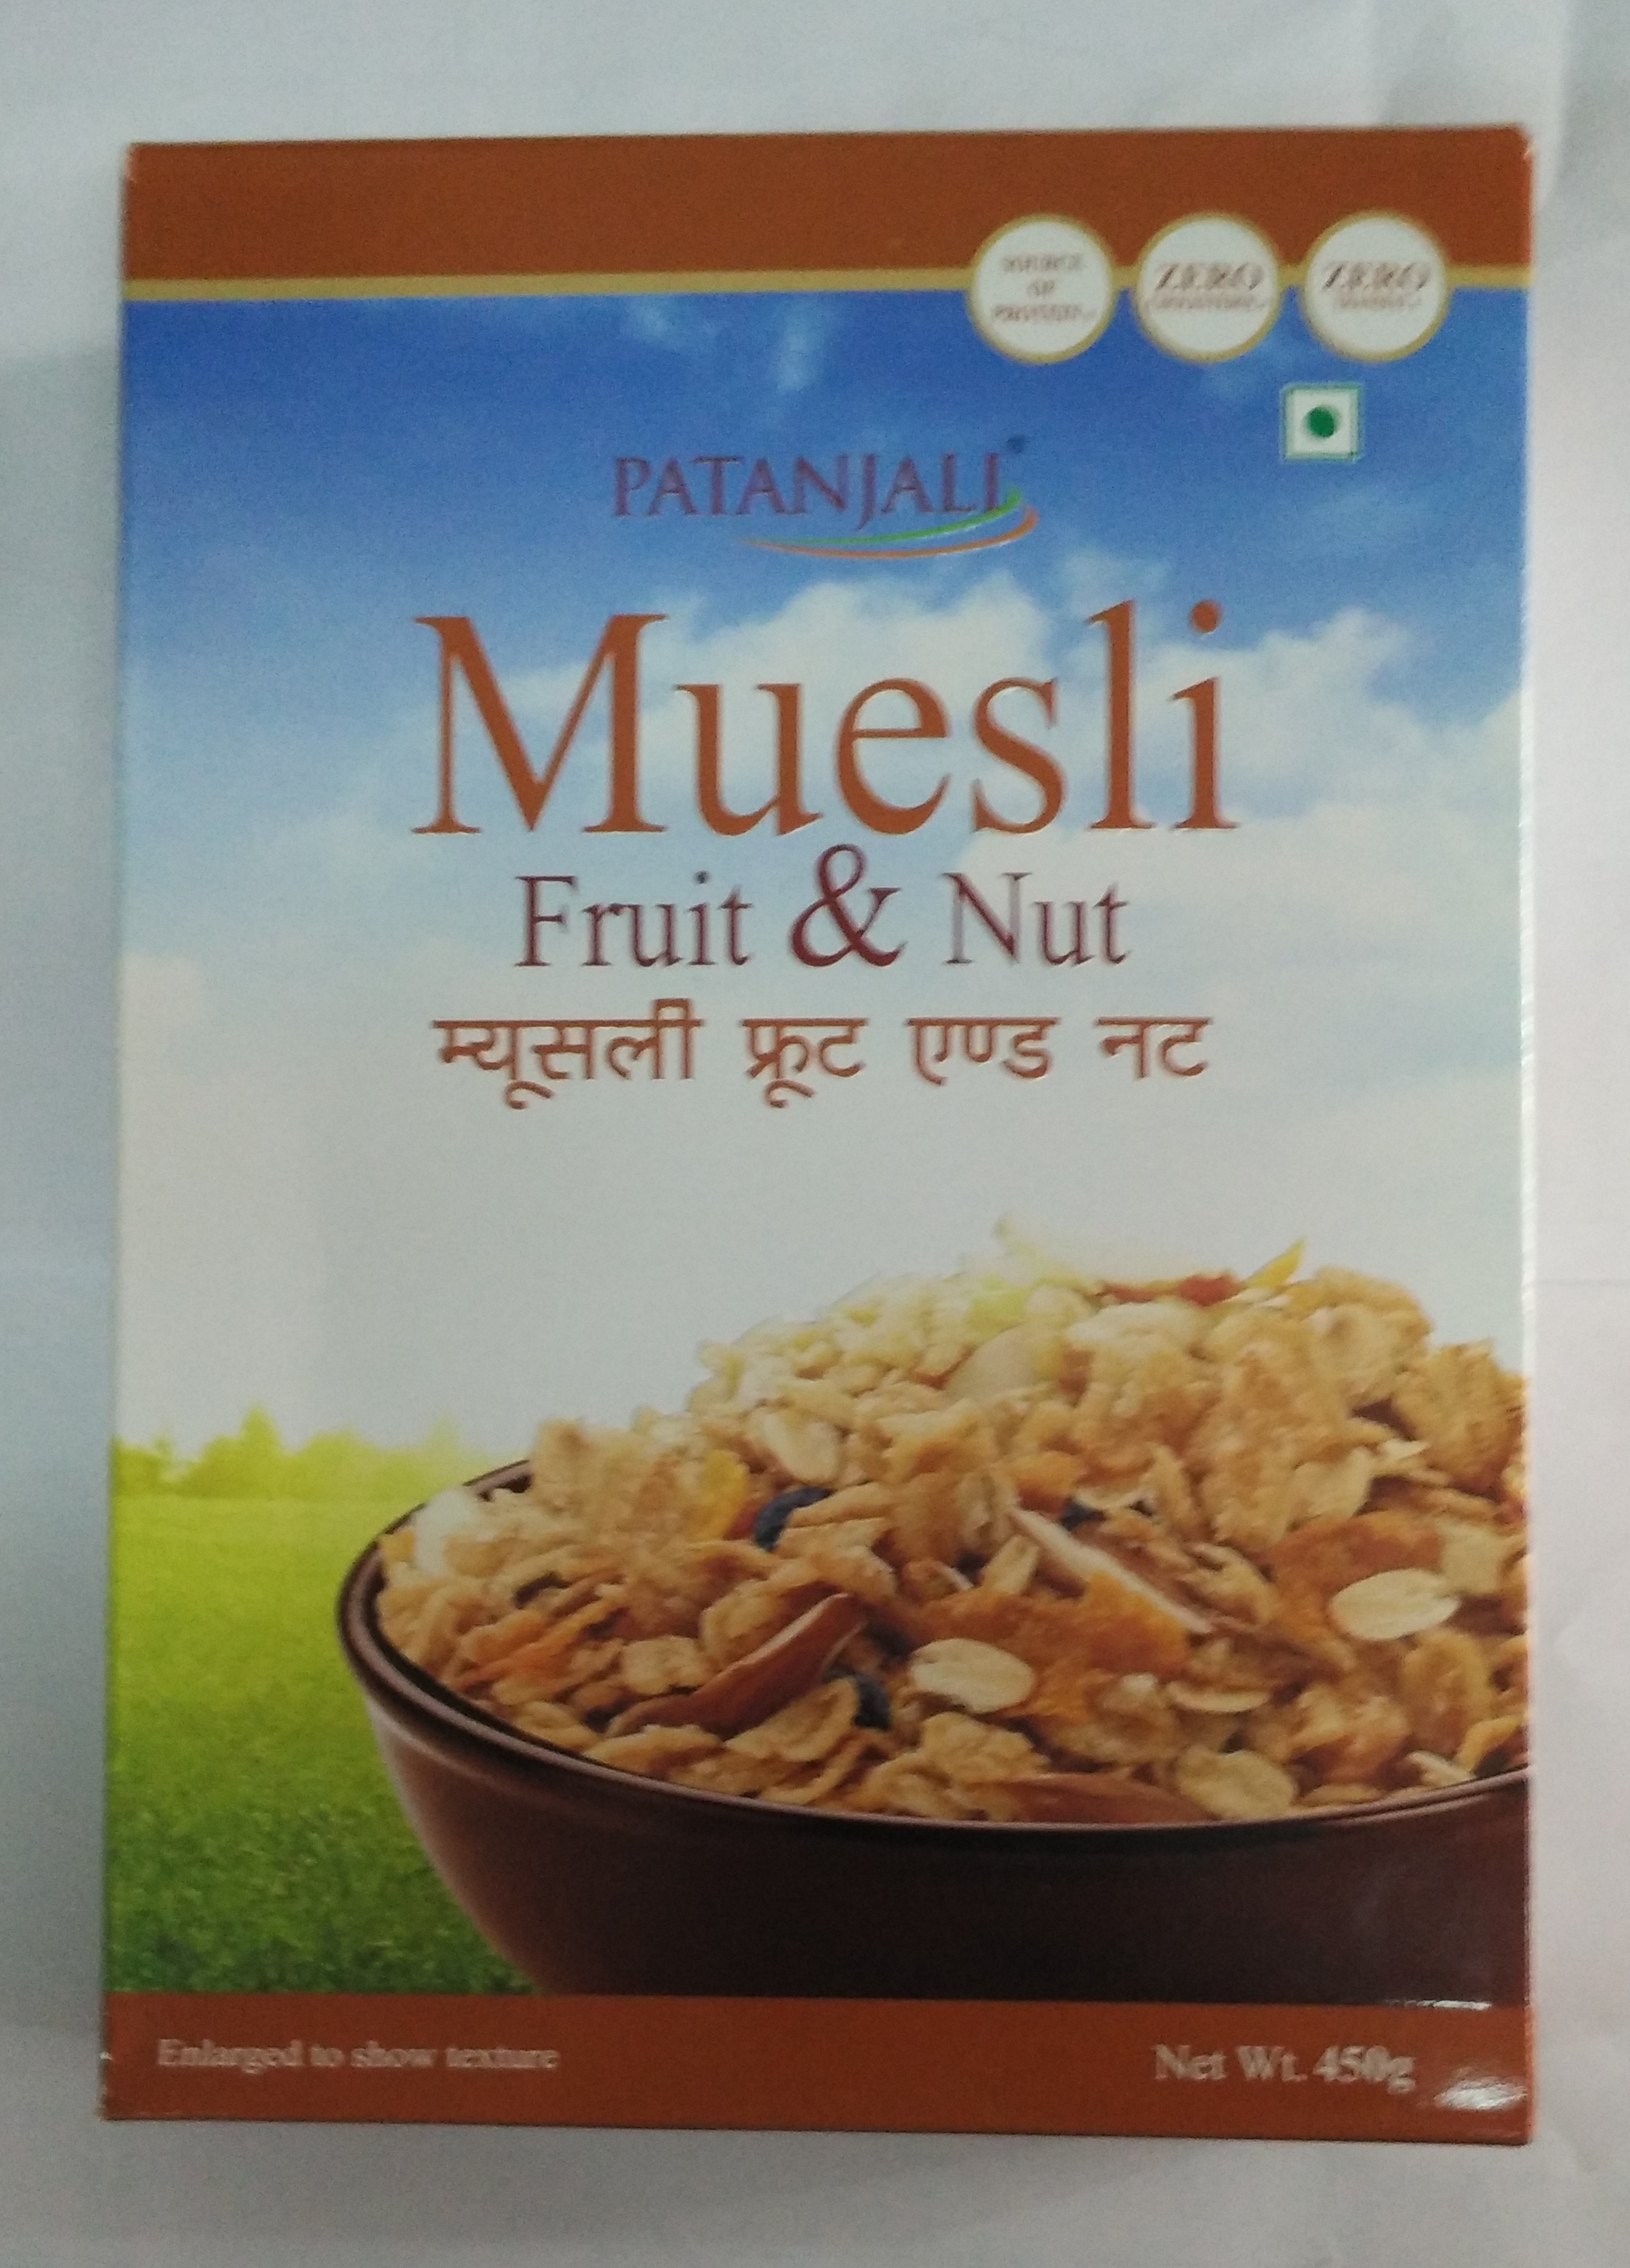 SOURCE
OF
PROTEIN
ZERO
ZERO
PATANJALI
Muesli
Fruit & Nut
म्यूसली फ्रूट एण्ड नट
Enlarged to show texture
Net Wt. 450g